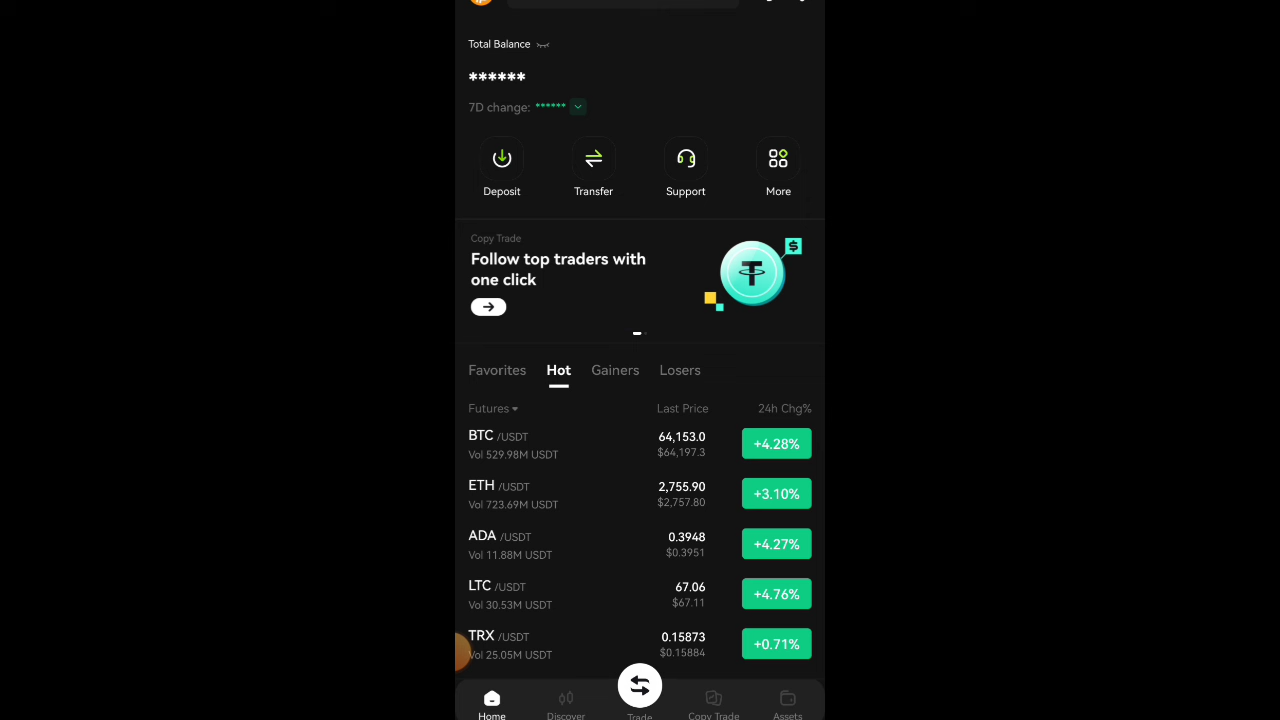 Total Balance
******
7D change: ******
Deposit Transfer Support More
Copy Trade
Follow top traders with
one click
Favorites Hot Gainers Losers
Futures Last Price 24h Chg%
BTC /USDT 64,153.0 +4.28%
Vol 529.98M USDT $64,197.3
ETH /USDT 2,755.90 +3.10%
Vol 723.69M USDT $2,757.80
ADA /USDT 0.3948 +4.27%
Vol 11.88M USDT $0.3951
LTC /USDT 67.06 +4.76%
Vol 30.53M USDT $67.11
TRX /USDT 0.15873 +0.71%
Vol 25.05M USDT $0.15884
Home Discover Trade Copy Trade Assets